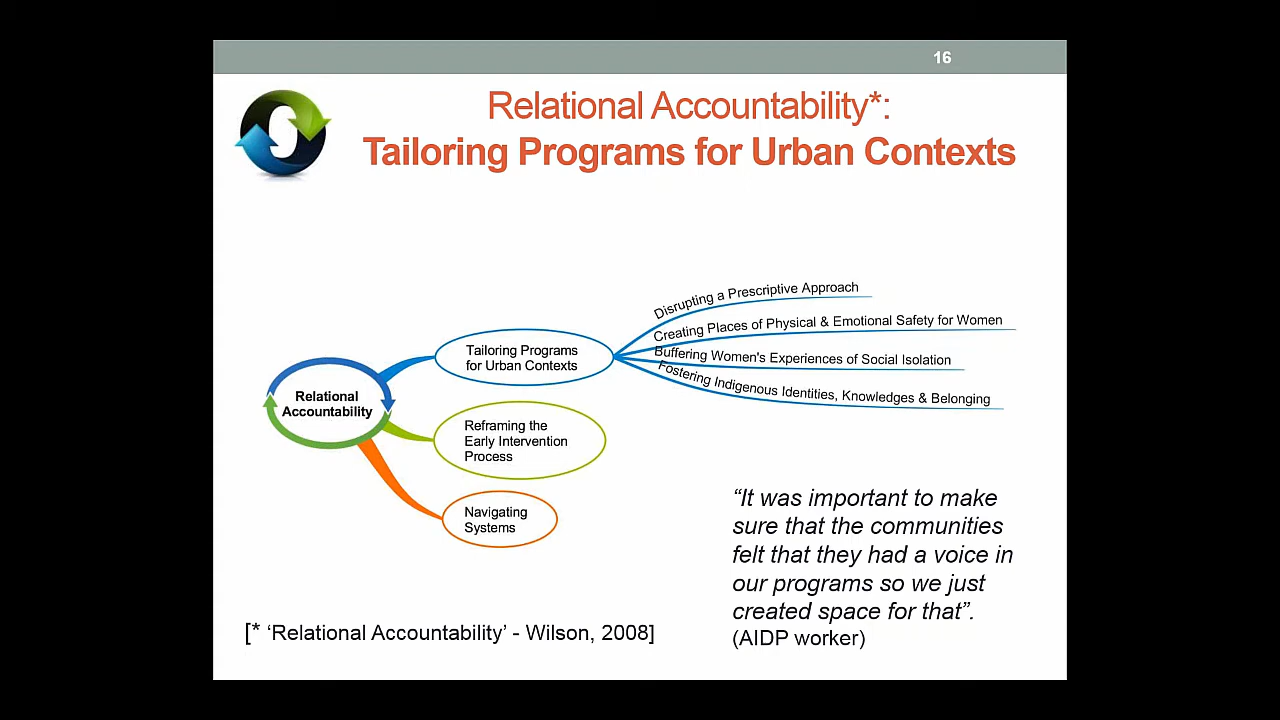 16
Relational Accountability*:
Tailoring Programs for Urban Contexts
Disrupting a Prescriptive Approach
Creating Places of Physical & Emotional Safety for Women
Buffering Women's Experiences of Social Isolation
Fostering Indigenous Identities, Knowledges & Belonging
Tailoring Programs
for Urban Contexts
Relational
Accountability
Reframing the
Early Intervention
Process
Navigating
Systems
“It was important to make
sure that the communities
felt that they had a voice in
our programs so we just
created space for that”.
(AIDP worker)
[* ‘Relational Accountability’ - Wilson, 2008]